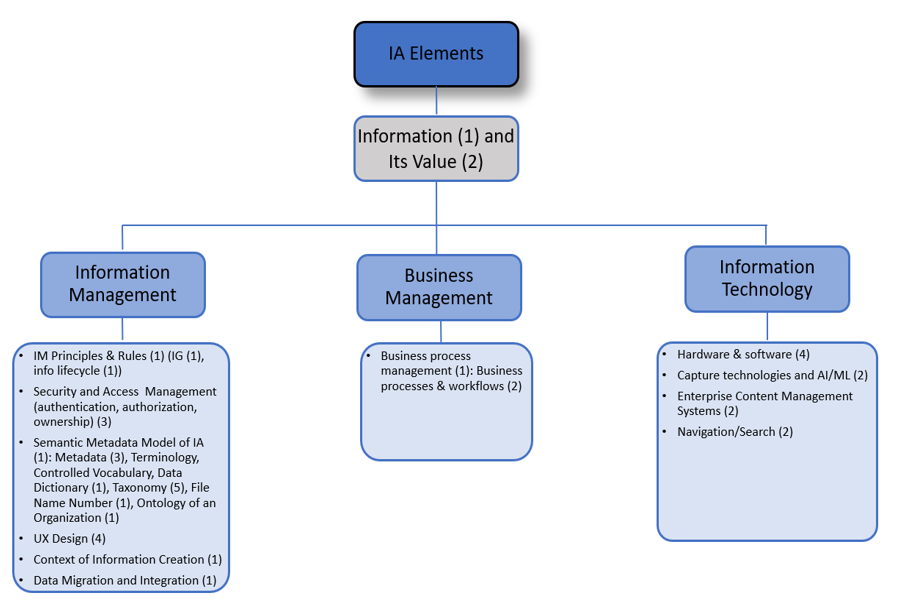 IA Elements
Information (1) and
Its Value (2)
Information
Management
Business
Management
Information
Technology
• IM Principles & Rules (1) (IG (1),
info lifecycle (1))
• Security and Access Management
(authentication, authorization,
ownership) (3)
• Semantic Metadata Model of IA
(1): Metadata (3), Terminology,
Controlled Vocabulary, Data
Dictionary (1), Taxonomy (5), File
Name Number (1), Ontology of an
Organization (1)
• UX Design (4)
• Context of Information Creation (1)
• Data Migration and Integration (1)
• Business process
management (1): Business
processes & workflows (2)
• Hardware & software (4)
• Capture technologies and AI/ML (2)
• Enterprise Content Management
Systems (2)
• Navigation/Search (2)